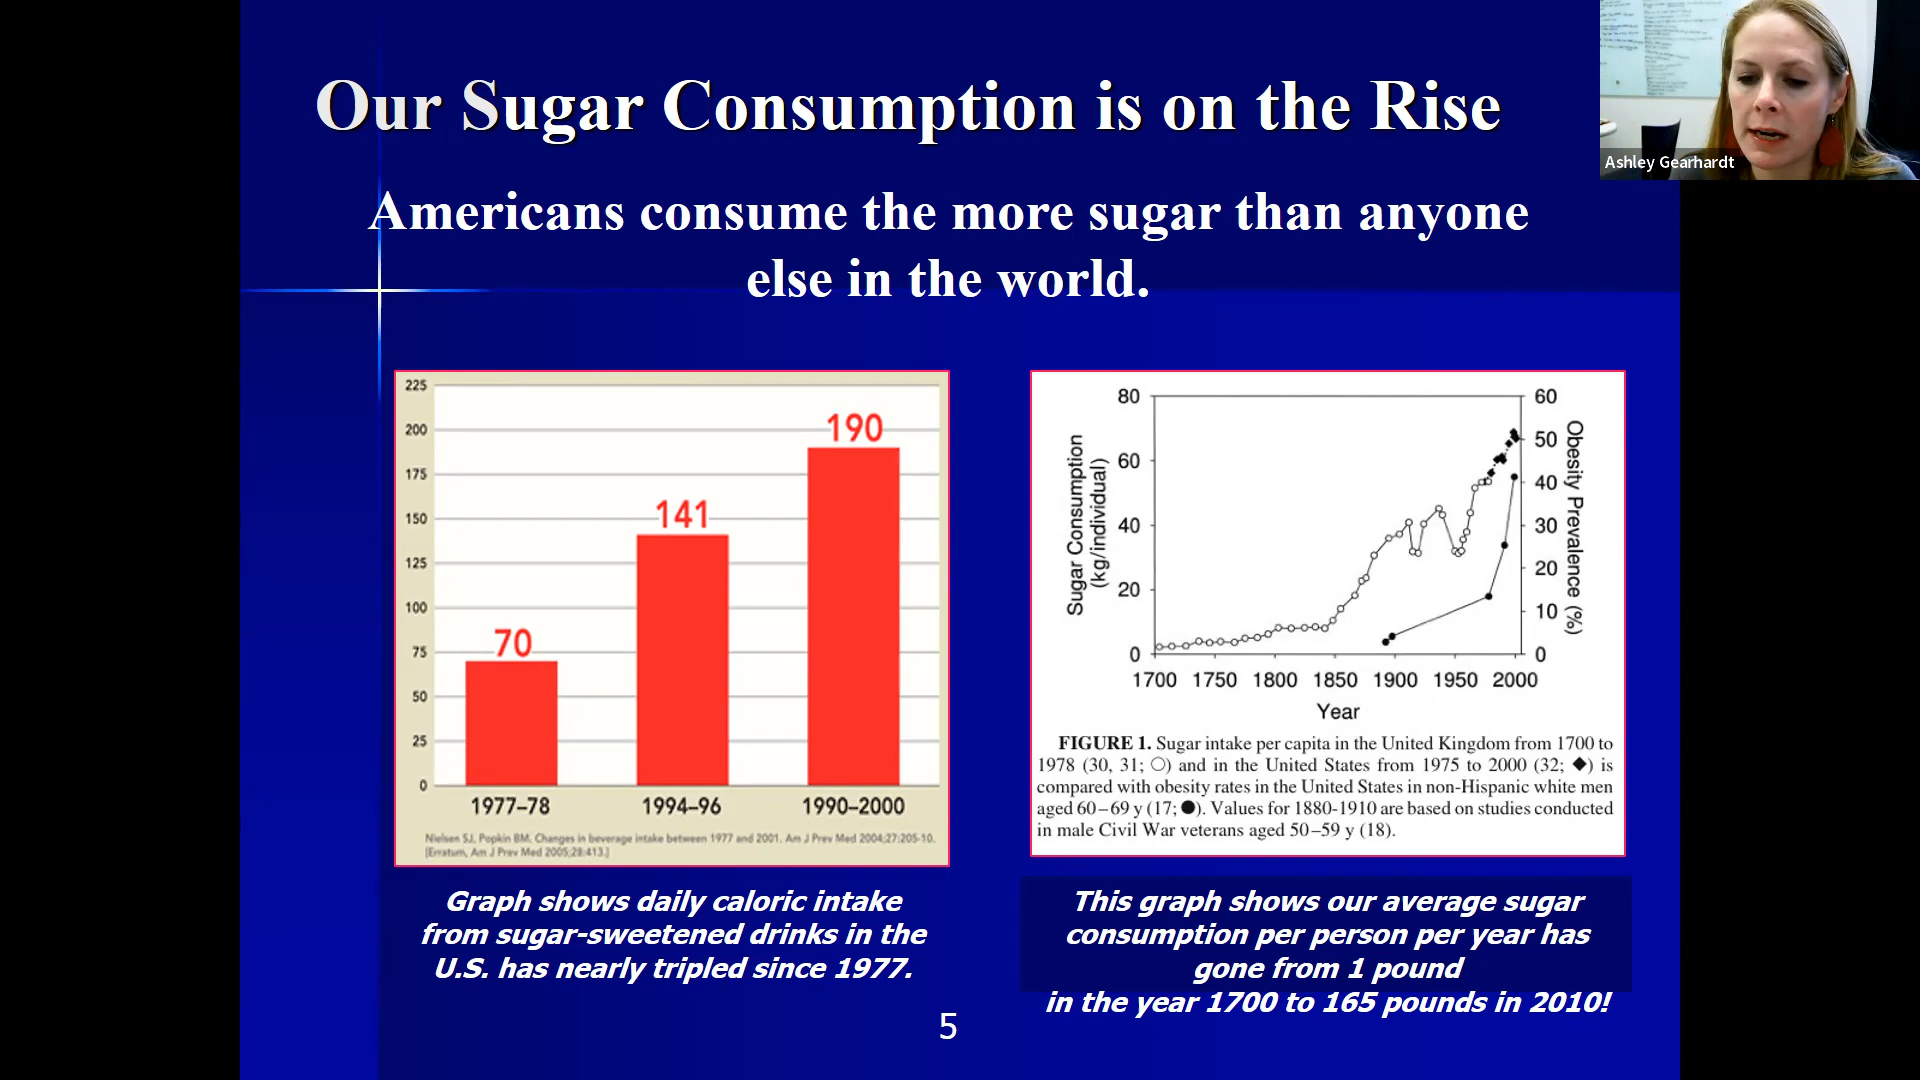 Our Sugar Consumption is on the Rise
Ashley Gearhardt
Americans consume the more sugar than anyone
else in the world.
225
200
175
150
125
100
75
50
25
0
70
141
190
1977–78
1994–96
1990–2000
Nielsen SJ, Popkin BM. Changes in beverage intake between 1977 and 2001. Am J Prev Med 2004;27:205-10.
[Erratum, Am J Prev Med 2005;28:413.]
Graph shows daily caloric intake
from sugar-sweetened drinks in the
U.S. has nearly tripled since 1977.
80
60
40
20
0
Sugar Consumption
(kg/individual)
60
50
40
30
20
10
0
Obesity Prevalence (%)
1700 1750 1800 1850 1900 1950 2000
Year
FIGURE 1. Sugar intake per capita in the United Kingdom from 1700 to
1978 (30, 31; ○) and in the United States from 1975 to 2000 (32; ◆) is
compared with obesity rates in the United States in non-Hispanic white men
aged 60–69 y (17; ●). Values for 1880-1910 are based on studies conducted
in male Civil War veterans aged 50–59 y (18).
This graph shows our average sugar
consumption per person per year has
gone from 1 pound
in the year 1700 to 165 pounds in 2010!
5